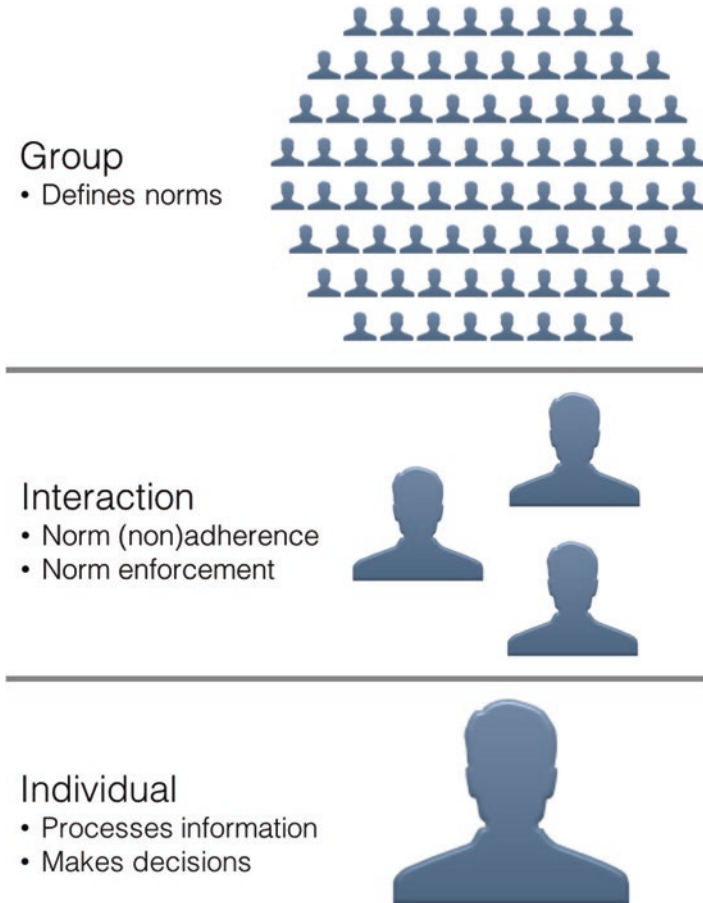 Group
• Defines norms
Interaction
• Norm (non)adherence
• Norm enforcement
Individual
• Processes information
• Makes decisions